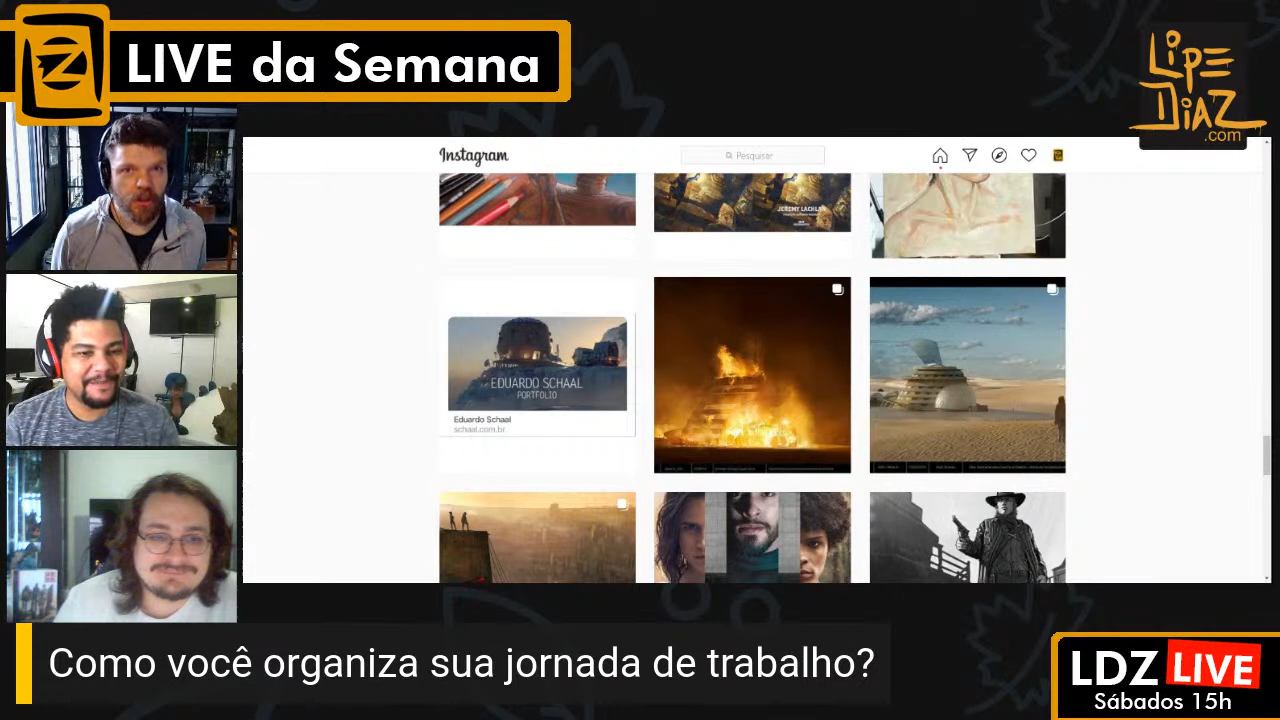 LIVE da Semana
LIPE
DIAZ
.com
Instagram
Pesquisar
JEREMY LACHLAN
EDUARDO SCHAAL
PORTFOLIO
Eduardo Schaal
schaal.com.br
Como você organiza sua jornada de trabalho?
LDZ LIVE
Sábados 15h